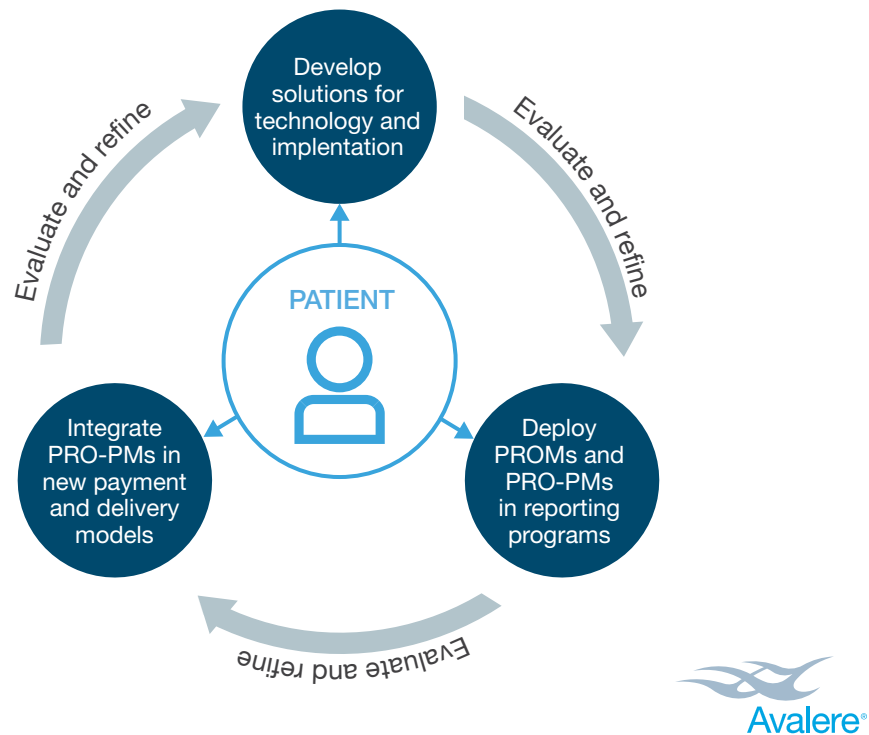 Develop
solutions for
technology and
implentation
Evaluate and refine
Evaluate and refine
PATIENT
Integrate
PRO-PMs in
new payment
and delivery
models
Deploy
PROMs and
PRO-PMs
in reporting
programs
Evaluate and refine
Avalere®